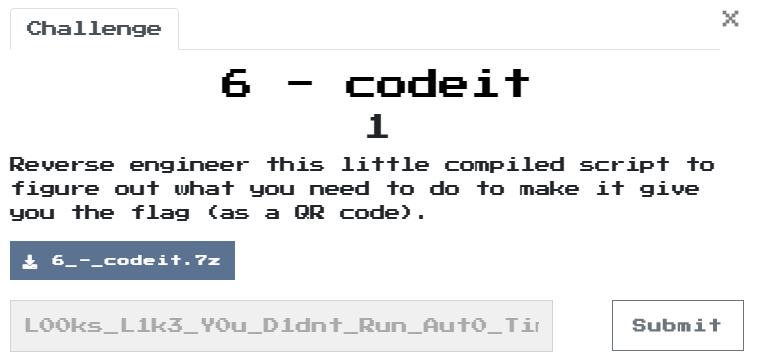 Challenge
×
6 - codeit
1
Reverse engineer this little compiled script to
figure out what you need to do to make it give
you the flag (as a QR code).
6_-_codeit.7z
L00ks_L1k3_Y0u_D1dnt_Run_Aut0_Tim
Submit